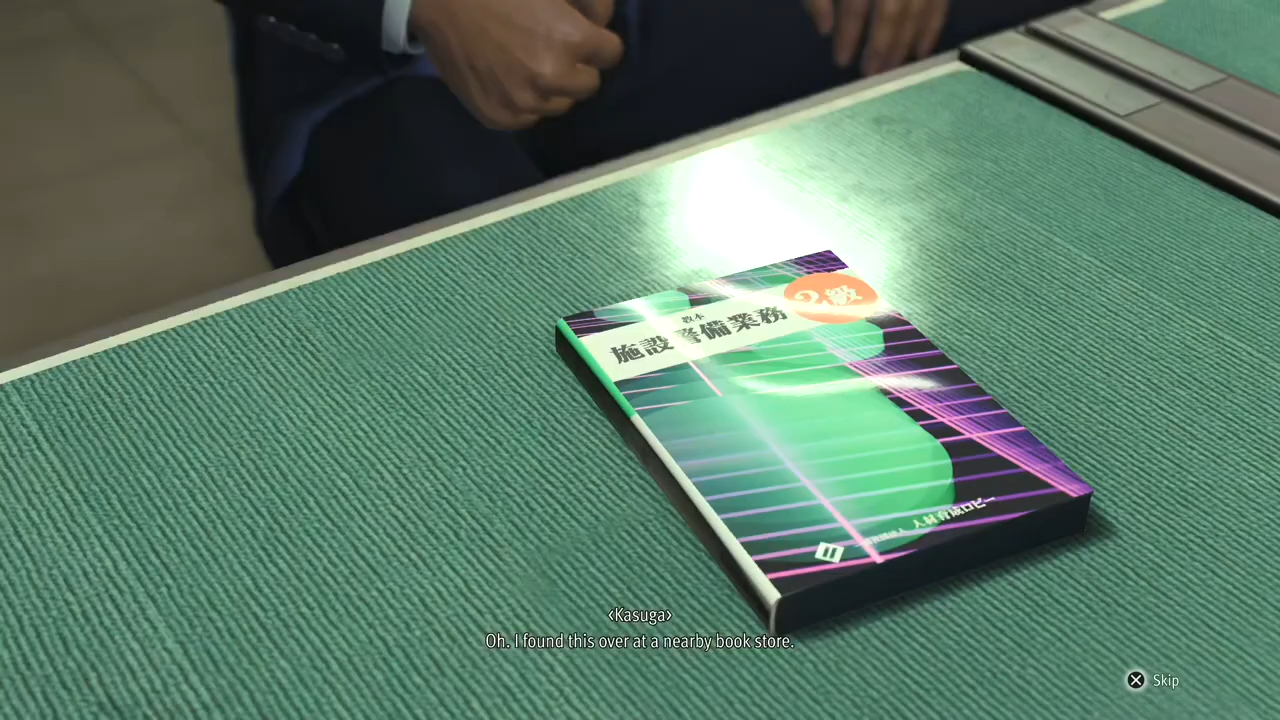 2級
教本
施設警備業務
人材育成ロビー
‹Kasuga›
Oh. I found this over at a nearby book store.
Skip